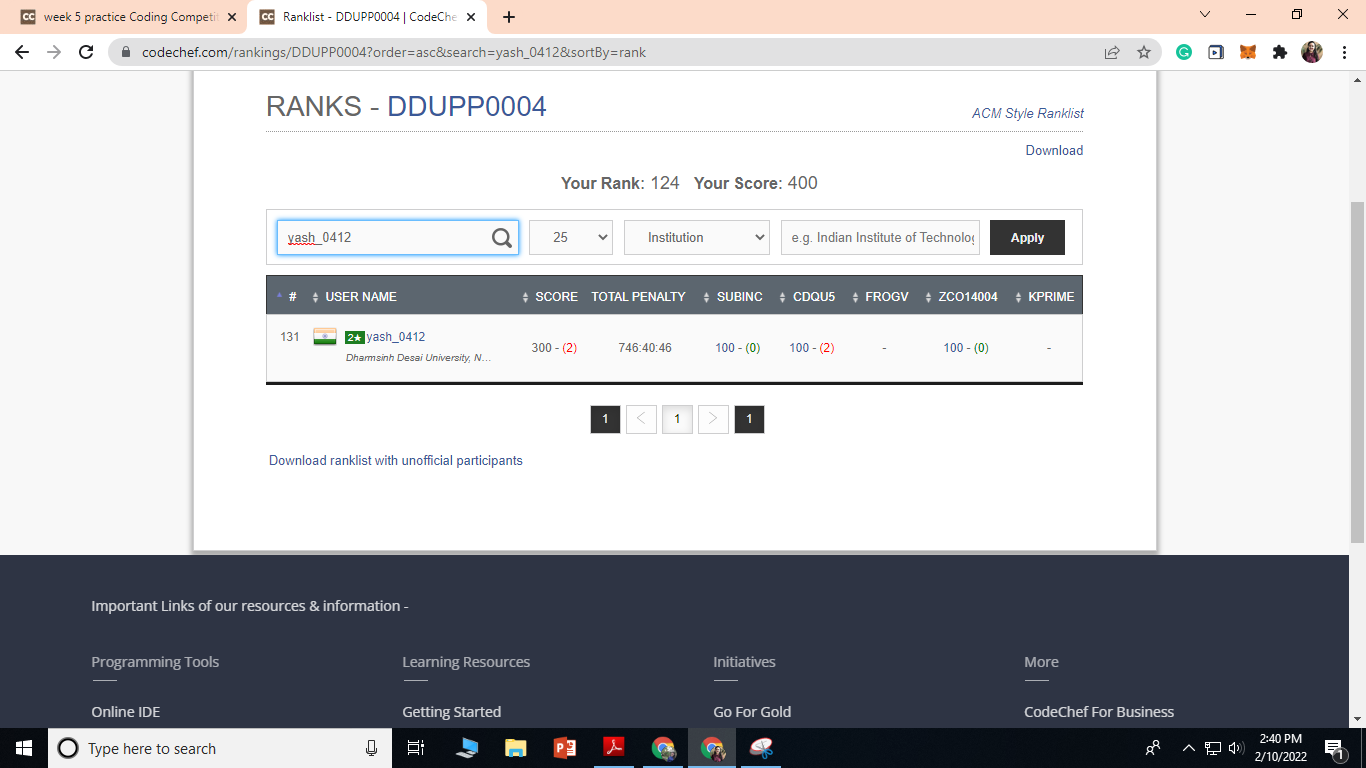 week 5 practice Coding Competit
Ranklist - DDUPP0004 | CodeChe
codechef.com/rankings/DDUPP0004?order=asc&search=yash_0412&sortBy=rank
RANKS - DDUPP0004
ACM Style Ranklist
Download
Your Rank: 124 Your Score: 400
yash_0412 25 Institution e.g. Indian Institute of Technolog Apply
# USER NAME SCORE TOTAL PENALTY SUBINC CDQU5 FROGV ZCO14004 KPRIME
131 2★ yash_0412 300 - (2) 746:40:46 100 - (0) 100 - (2) - 100 - (0) -
Dharmsinh Desai University, N...
1 < 1 > 1
Download ranklist with unofficial participants
Important Links of our resources & information -
Programming Tools Learning Resources Initiatives More
Online IDE Getting Started Go For Gold CodeChef For Business
Type here to search
2:40 PM
2/10/2022
1